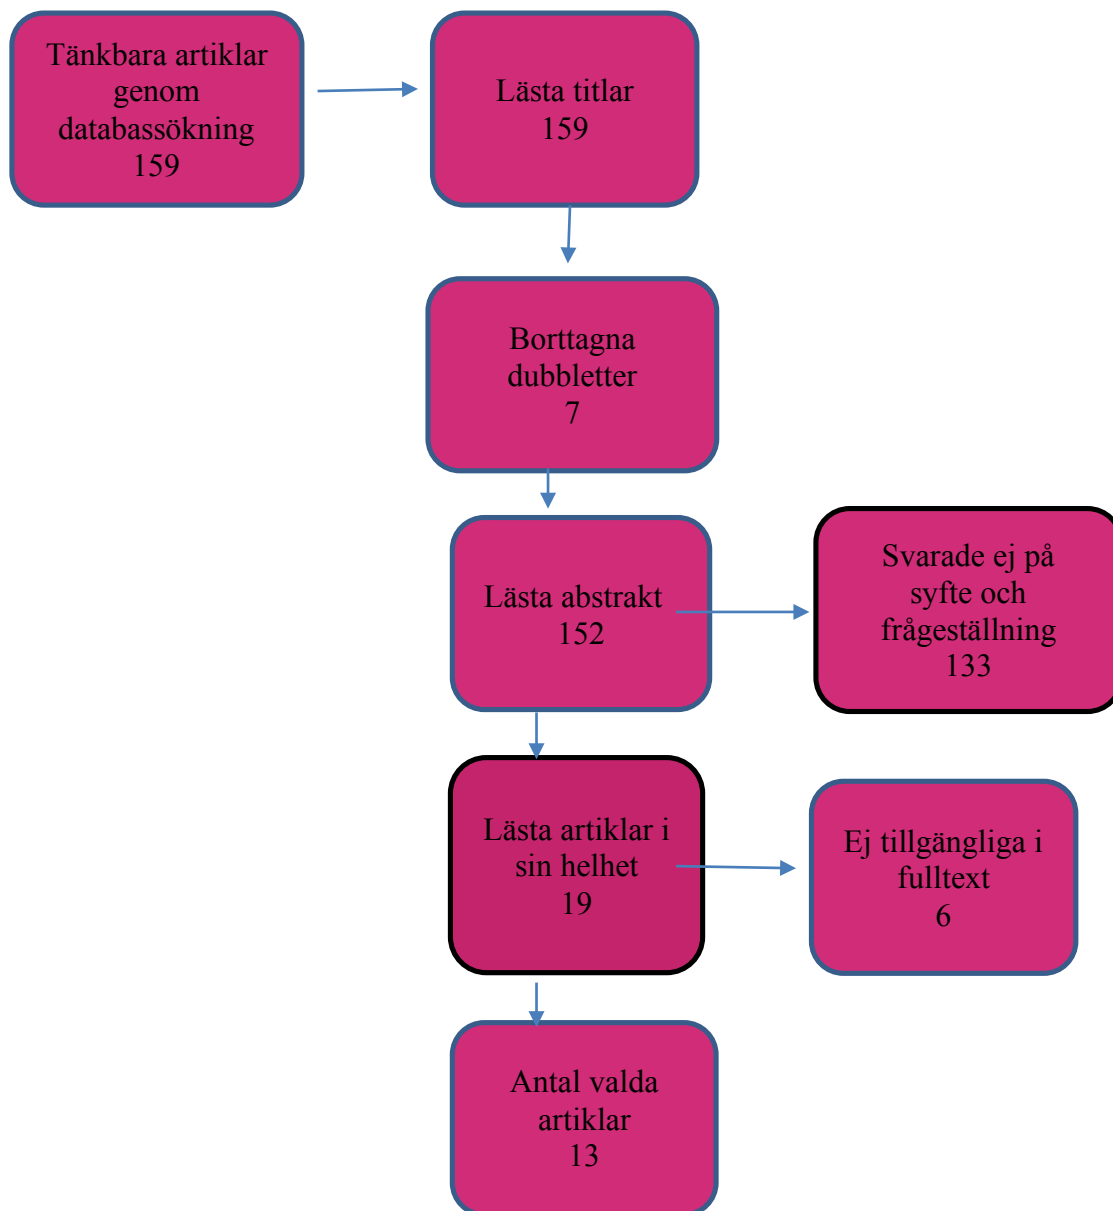 Tänkbara artiklar
genom
databassökning
159
Lästa titlar
159
Borttagna
dubbletter
7
Lästa abstrakt
152
Svarade ej på
syfte och
frågeställning
133
Lästa artiklar i
sin helhet
19
Ej tillgängliga i
fulltext
6
Antal valda
artiklar
13